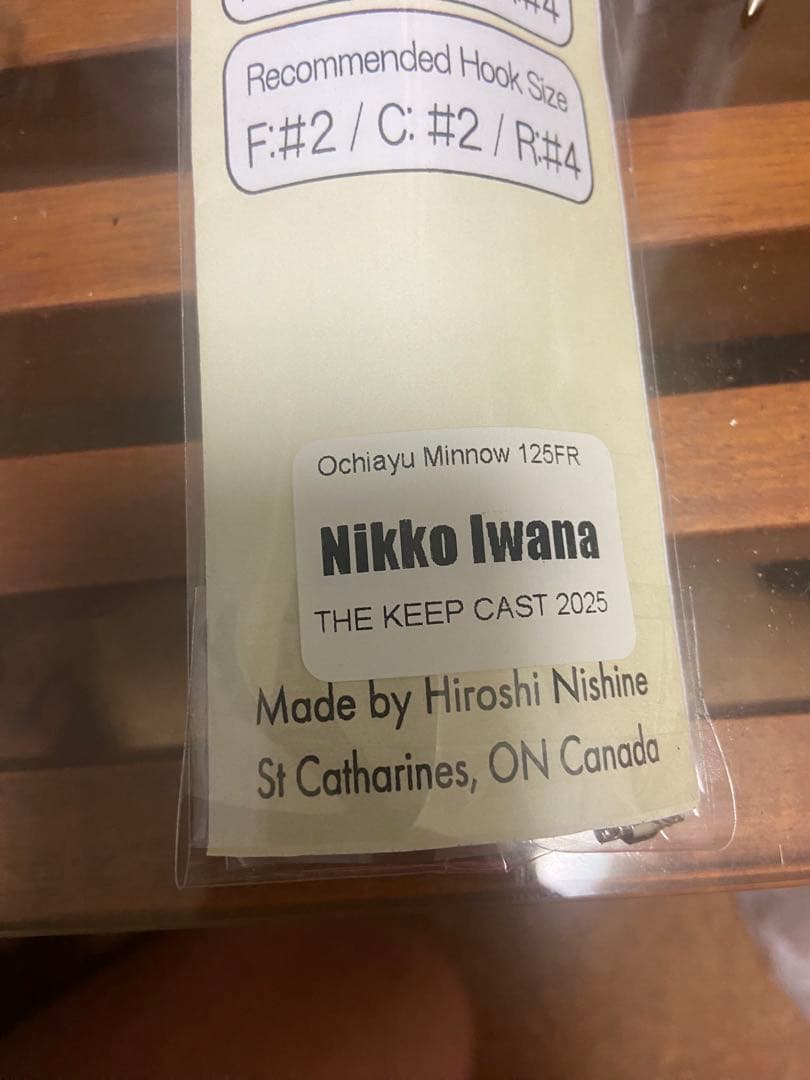 #4
Recommended Hook Size
F:#2 / C: #2 / R:#4
Ochiayu Minnow 125FR
Nikko Iwana
THE KEEP CAST 2025
Made by Hiroshi Nishine
St Catharines, ON Canada